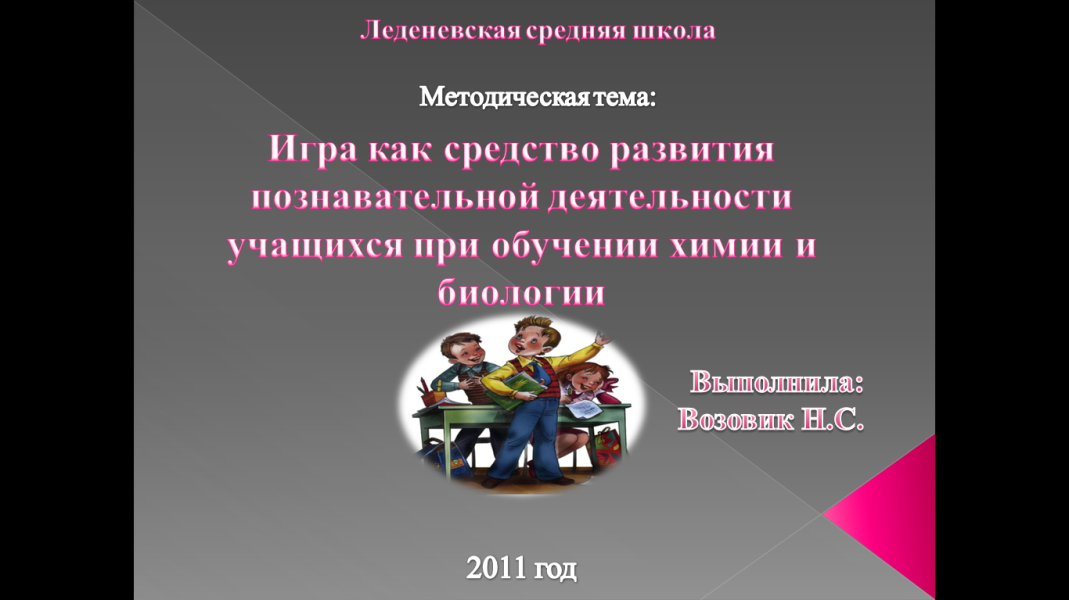 Леденевская средняя школа
Методическая тема:
Игра как средство развития
познавательной деятельности
учащихся при обучении химии и
биологии
Выполнила:
Возовик Н.С.
2011 год